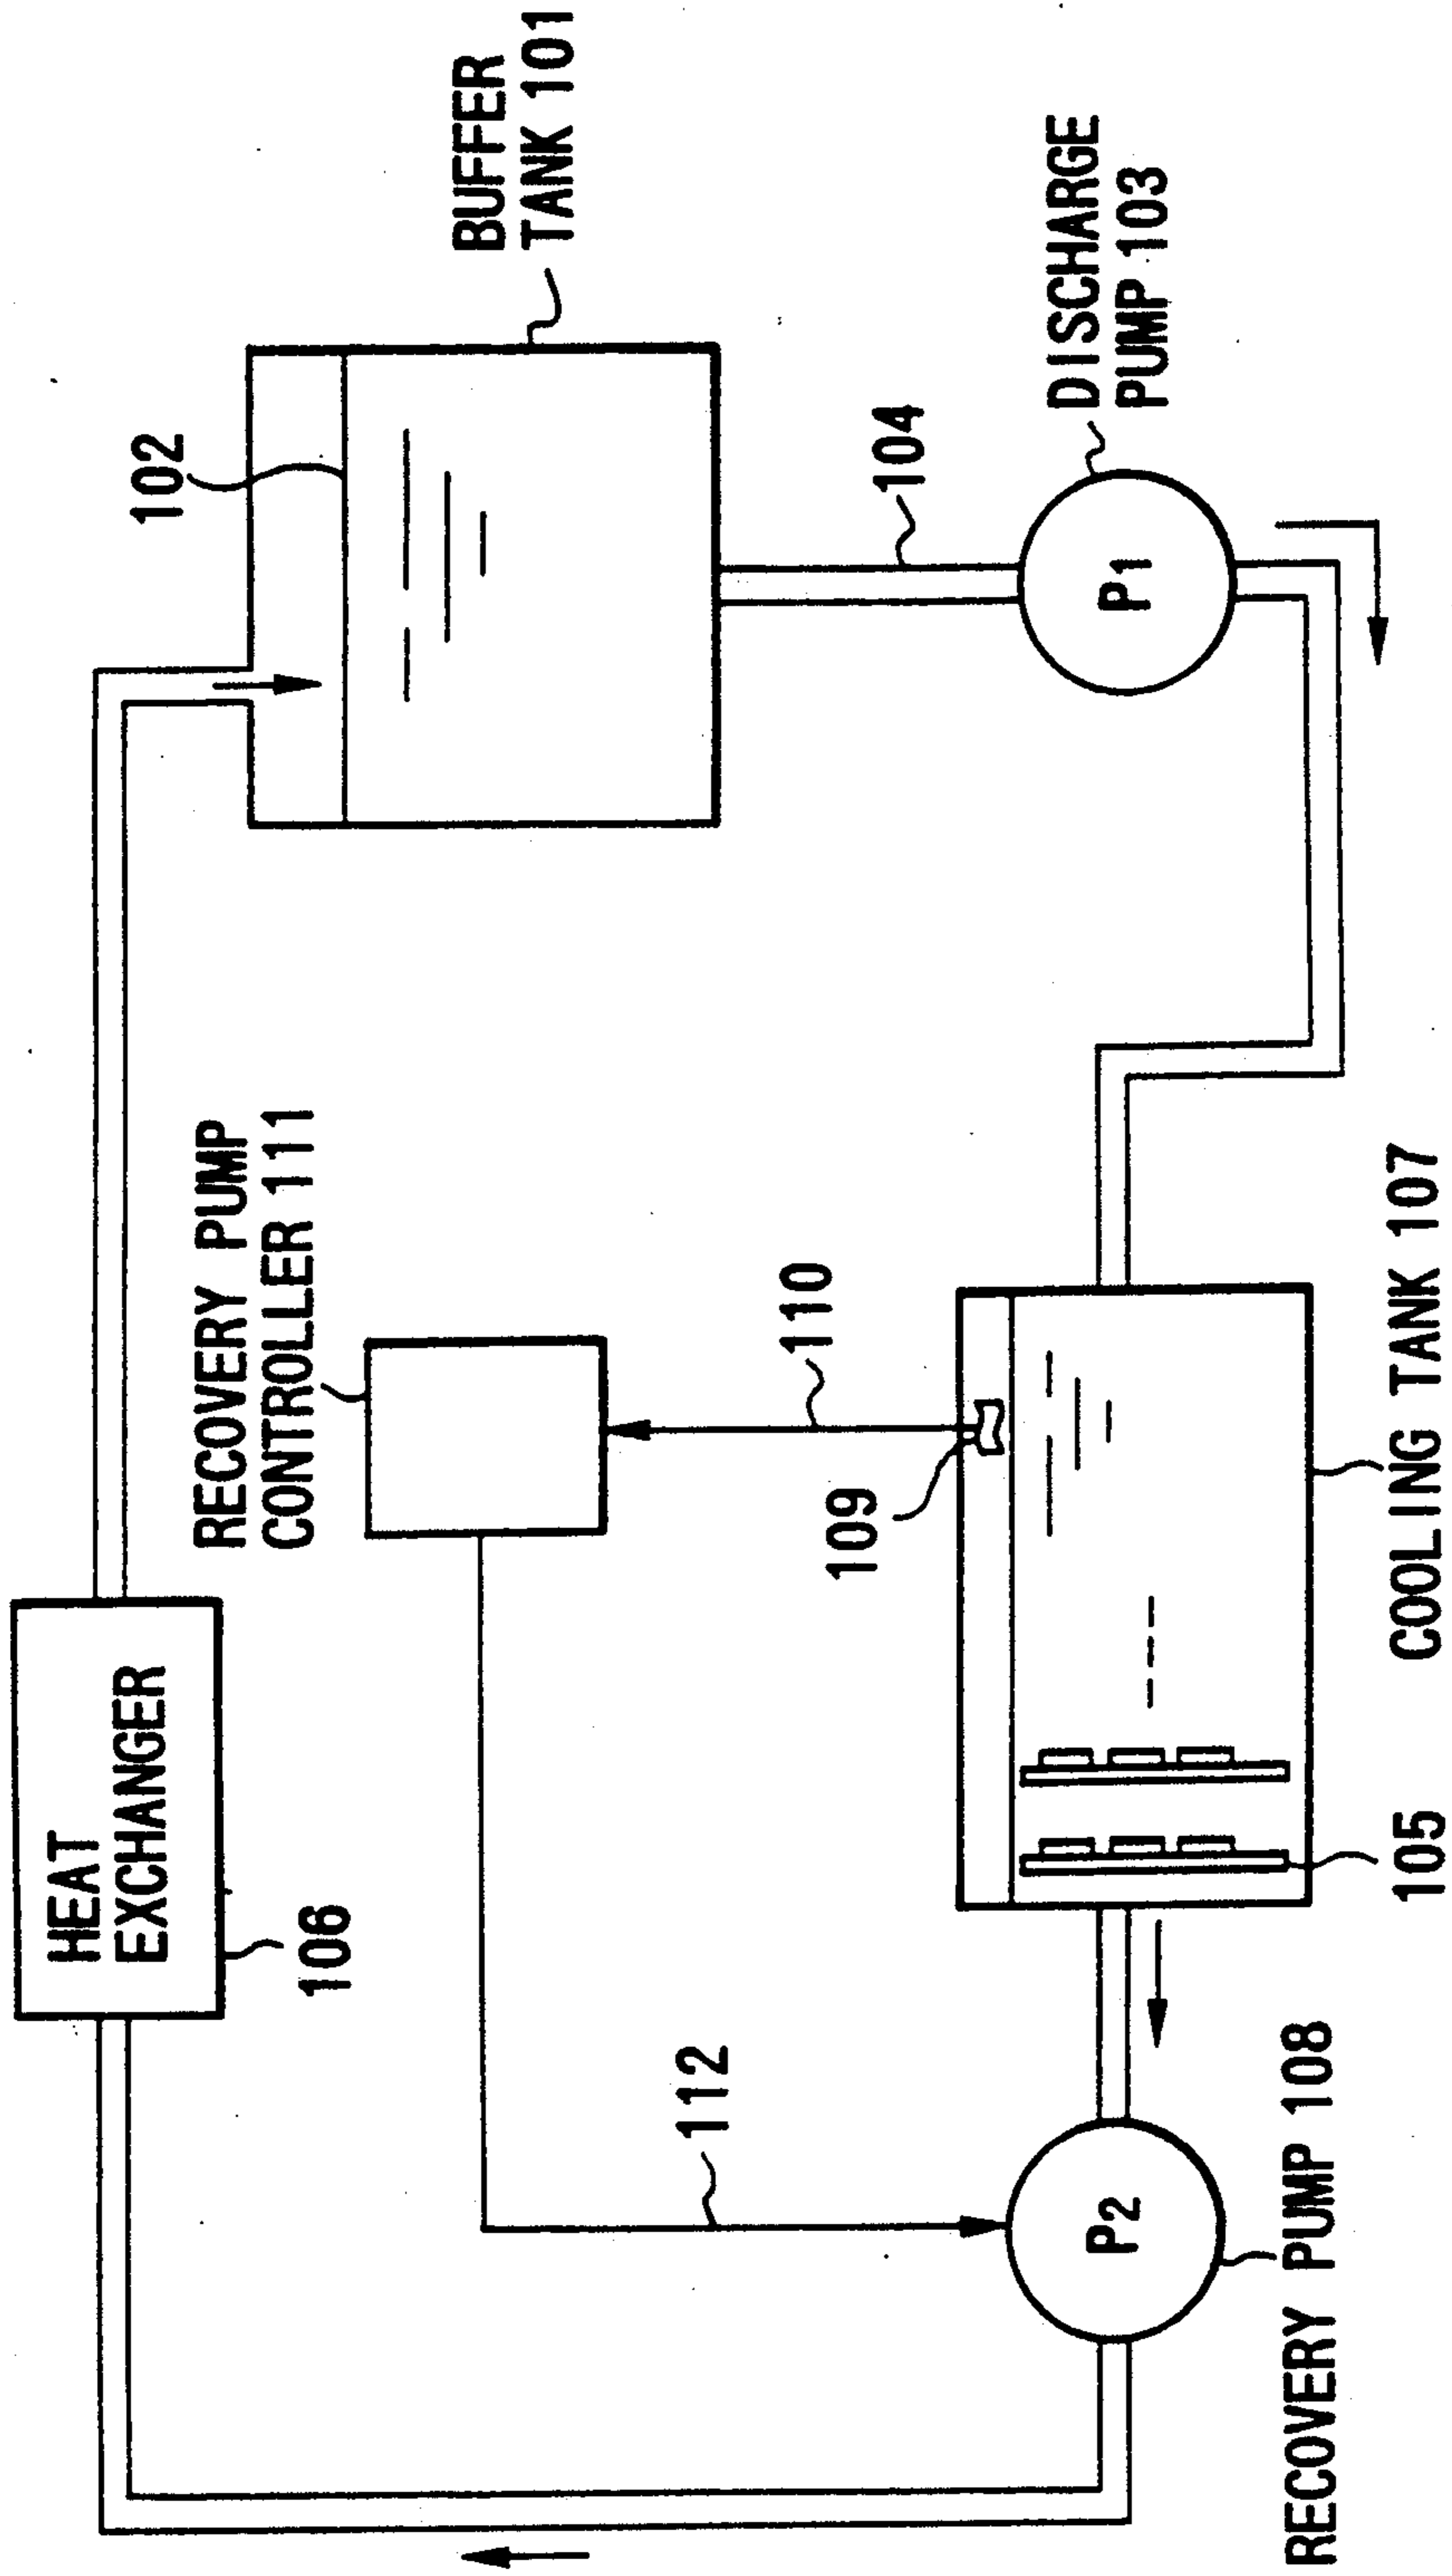 HEAT
EXCHANGER
106
RECOVERY PUMP
CONTROLLER 111
102
BUFFER
TANK 101
112
110
109
104
P1
DISCHARGE
PUMP 103
P2
RECOVERY PUMP 108
105
COOLING TANK 107